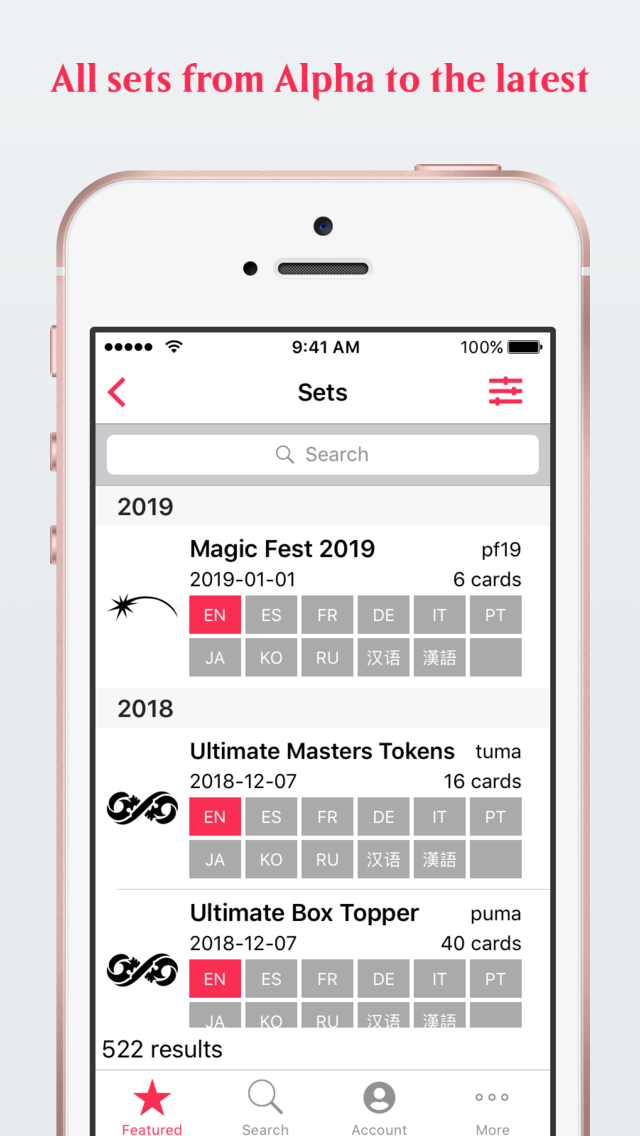 All sets from Alpha to the latest
9:41 AM
100%
Sets
Search
2019
Magic Fest 2019 pf19
2019-01-01 6 cards
EN ES FR DE IT PT
JA KO RU 汉语 漢語
2018
Ultimate Masters Tokens tuma
2018-12-07 16 cards
EN ES FR DE IT PT
JA KO RU 汉语 漢語
Ultimate Box Topper puma
2018-12-07 40 cards
EN ES FR DE IT PT
JA KO RU 汉语 漢語
522 results
Featured Search Account More